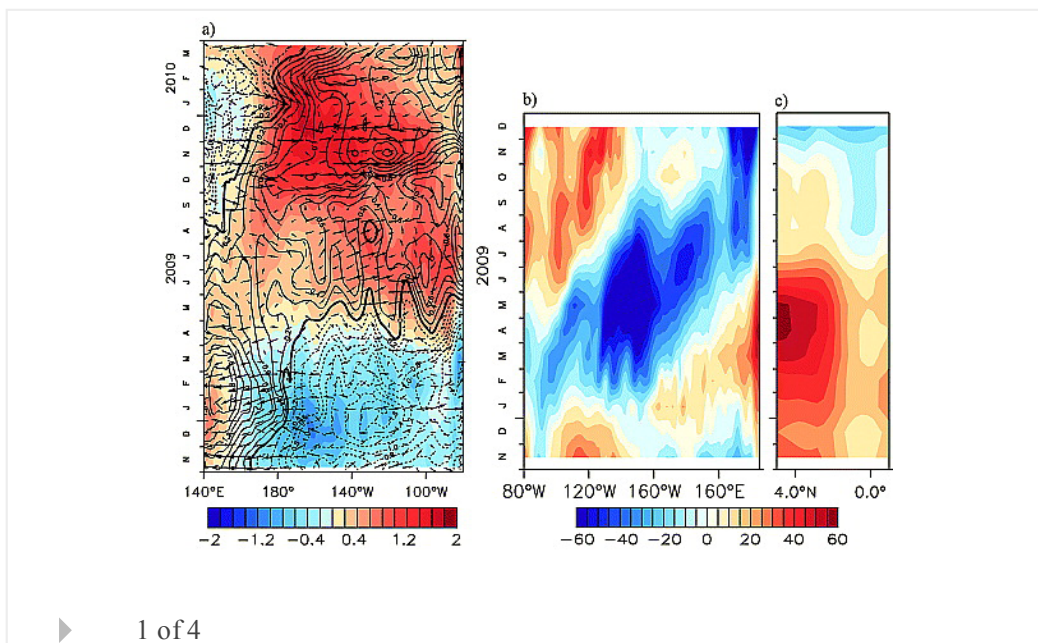 a)
2010
M
F
J
D
N
O
S
A
J
J
M
A
M
F
J
D
N
2009
140°E 180° 140°W 100°W
−2 −1.2 −0.4 0.4 1.2 2
b)
D
N
O
S
A
J
J
M
A
M
F
J
D
N
2009
80°W 120°W 160°W 160°E
c)
4.0°N 0.0°
−60 −40 −20 0 20 40 60
1 of 4